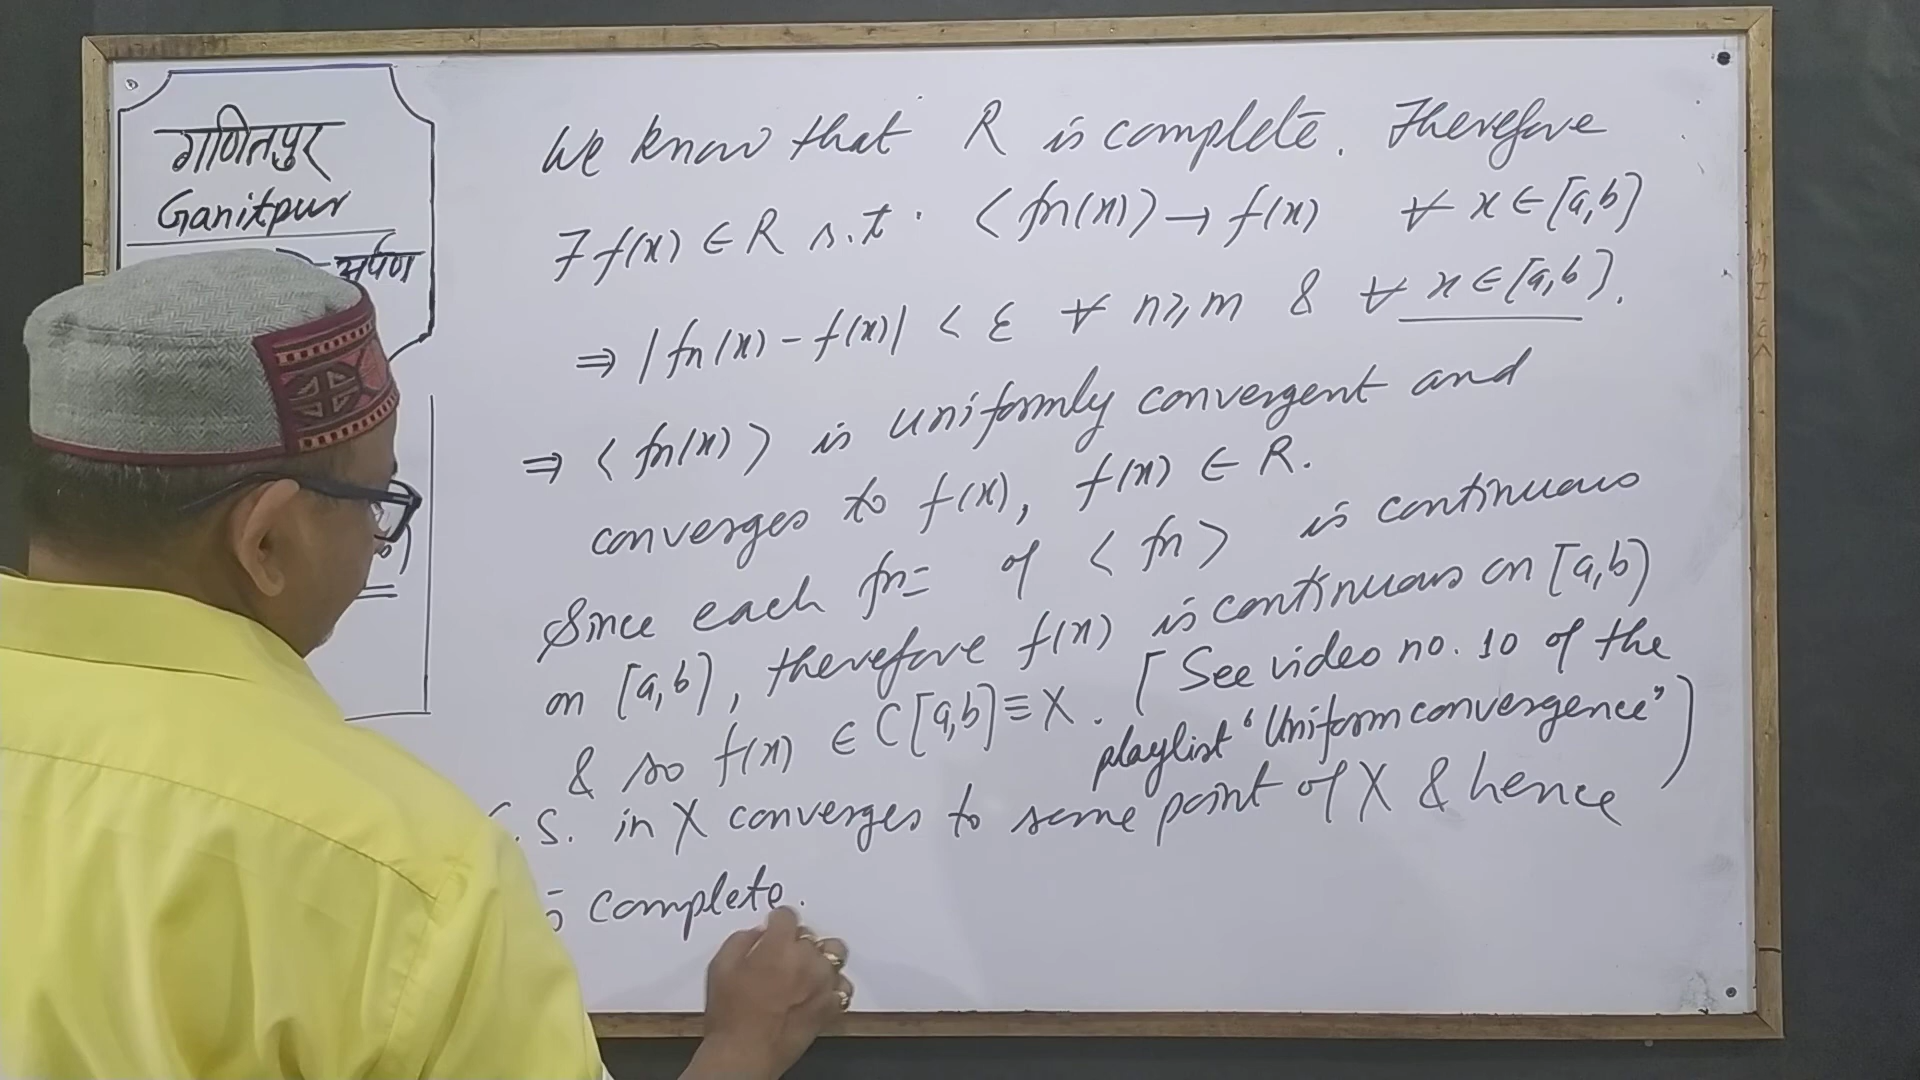 गणितपुर
Ganitpur
अर्पण
We know that R is complete. Therefore
∃ f(x) ∈ R s.t. <fn(x)> → f(x) ∀ x ∈ [a,b]
⇒ |fn(x) - f(x)| < ε ∀ n ≥ m & ∀ x ∈ [a,b].
⇒ <fn(x)> is uniformly convergent and
converges to f(x), f(x) ∈ R.
Since each fn= of <fn> is continuous
on [a,b], therefore f(x) is continuous on [a,b]
& so f(x) ∈ C[a,b] ≡ X. [See video no. 10 of the
playlist "Uniform convergence"]
.S. in X converges to some point of X & hence
complete.